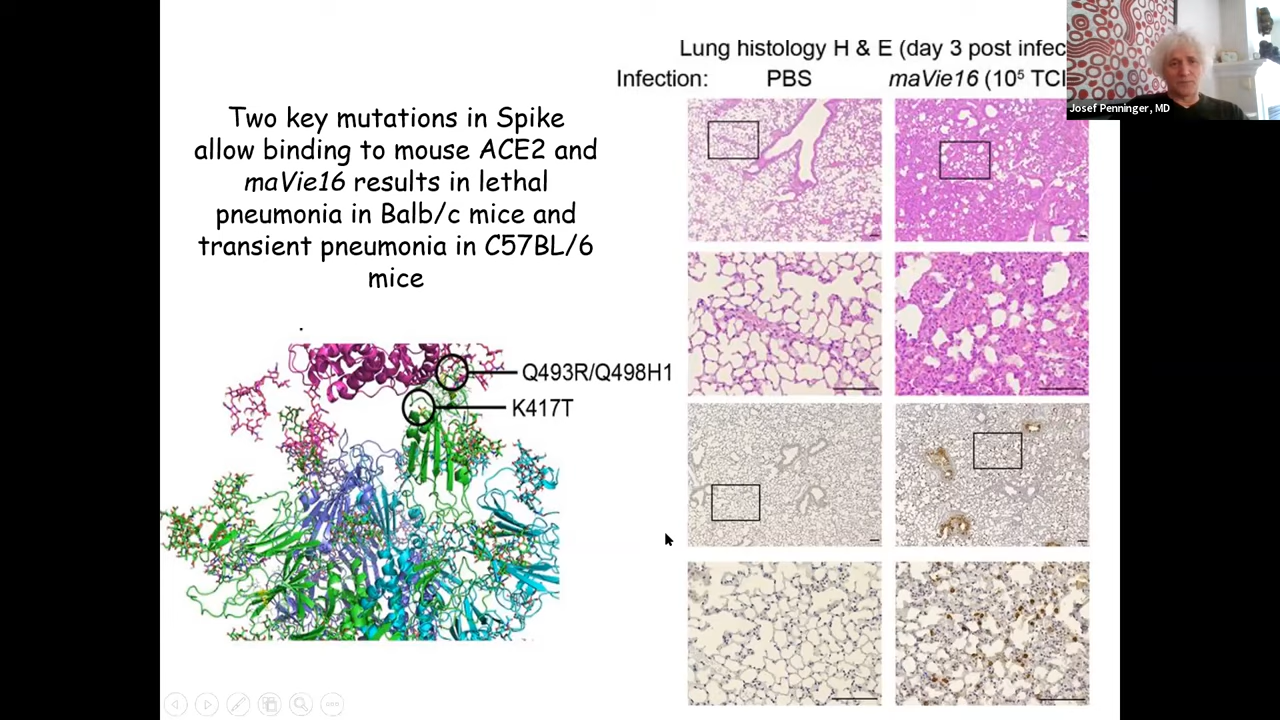 Lung histology H & E (day 3 post infec
Infection: PBS maVie16 (10⁵ TCI
Josef Penninger, MD
Two key mutations in Spike
allow binding to mouse ACE2 and
maVie16 results in lethal
pneumonia in Balb/c mice and
transient pneumonia in C57BL/6
mice
.
Q493R/Q498H1
K417T